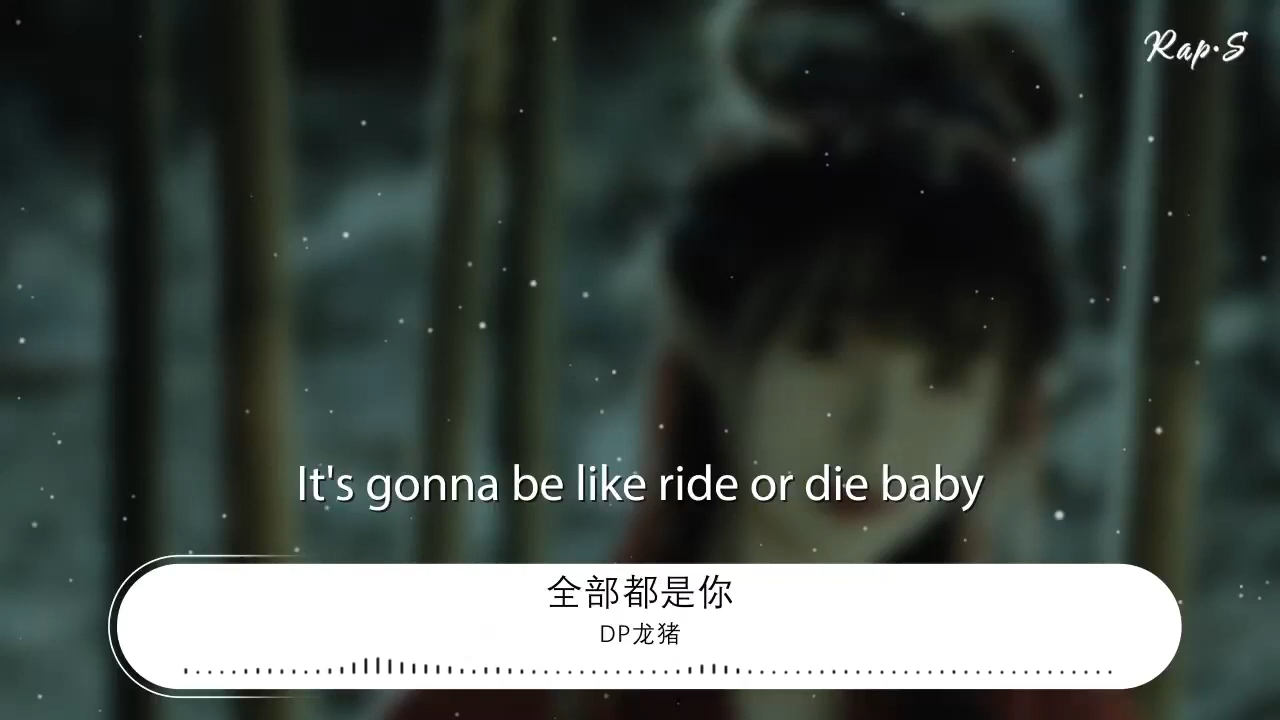 Rap·S
It's gonna be like ride or die baby
全部都是你
DP龙猪